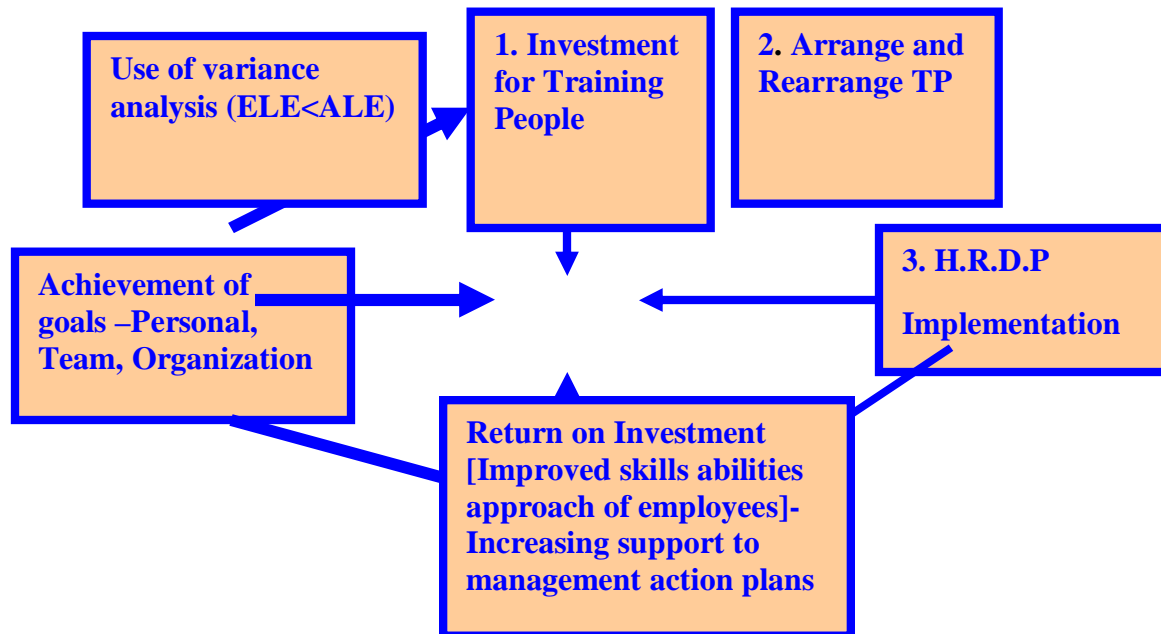 Use of variance
analysis (ELE<ALE)
1. Investment
for Training
People
2. Arrange and
Rearrange TP
3. H.R.D.P
Implementation
Return on Investment
[Improved skills abilities
approach of employees]-
Increasing support to
management action plans
Achievement of
goals –Personal,
Team, Organization